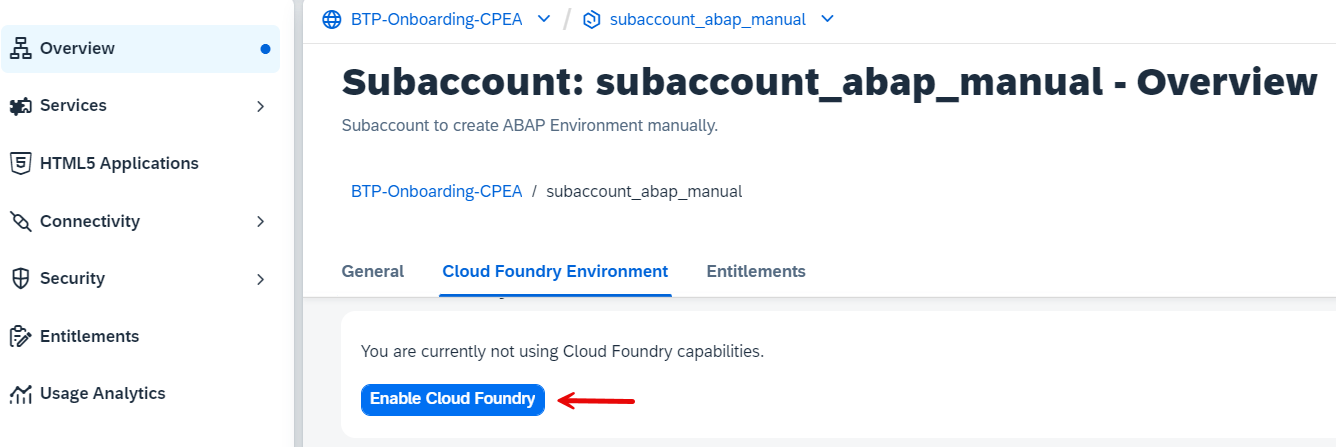 Overview
Services
HTML5 Applications
Connectivity
Security
Entitlements
Usage Analytics
BTP-Onboarding-CPEA / subaccount_abap_manual
Subaccount: subaccount_abap_manual - Overview
Subaccount to create ABAP Environment manually.
BTP-Onboarding-CPEA / subaccount_abap_manual
General Cloud Foundry Environment Entitlements
You are currently not using Cloud Foundry capabilities.
Enable Cloud Foundry